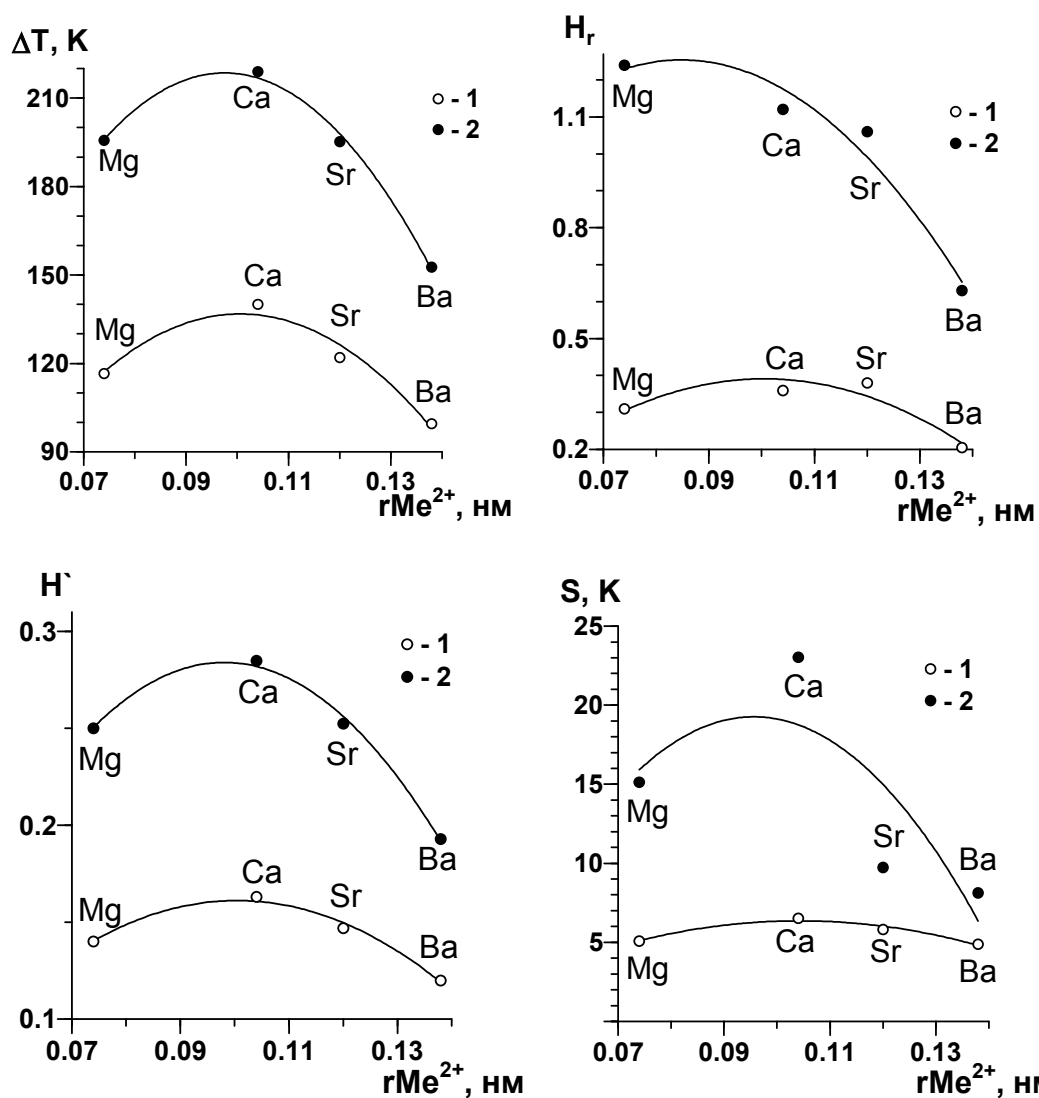 ΔT, K
210
180
150
120
90
0.07
0.09
0.11
0.13
rMe²⁺, нм
- 1
- 2
Mg
Ca
Sr
Ba
Mg
Ca
Sr
Ba
Hᵣ
1.1
0.8
0.5
0.2
0.07
0.09
0.11
0.13
rMe²⁺, нм
- 1
- 2
Mg
Ca
Sr
Ba
Mg
Ca
Sr
Ba
H`
0.3
0.2
0.1
0.07
0.09
0.11
0.13
rMe²⁺, нм
- 1
- 2
Mg
Ca
Sr
Ba
Mg
Ca
Sr
Ba
S, K
25
20
15
10
5
0.07
0.09
0.11
0.13
rMe²⁺, нм
- 1
- 2
Mg
Ca
Sr
Ba
Mg
Ca
Sr
Ba